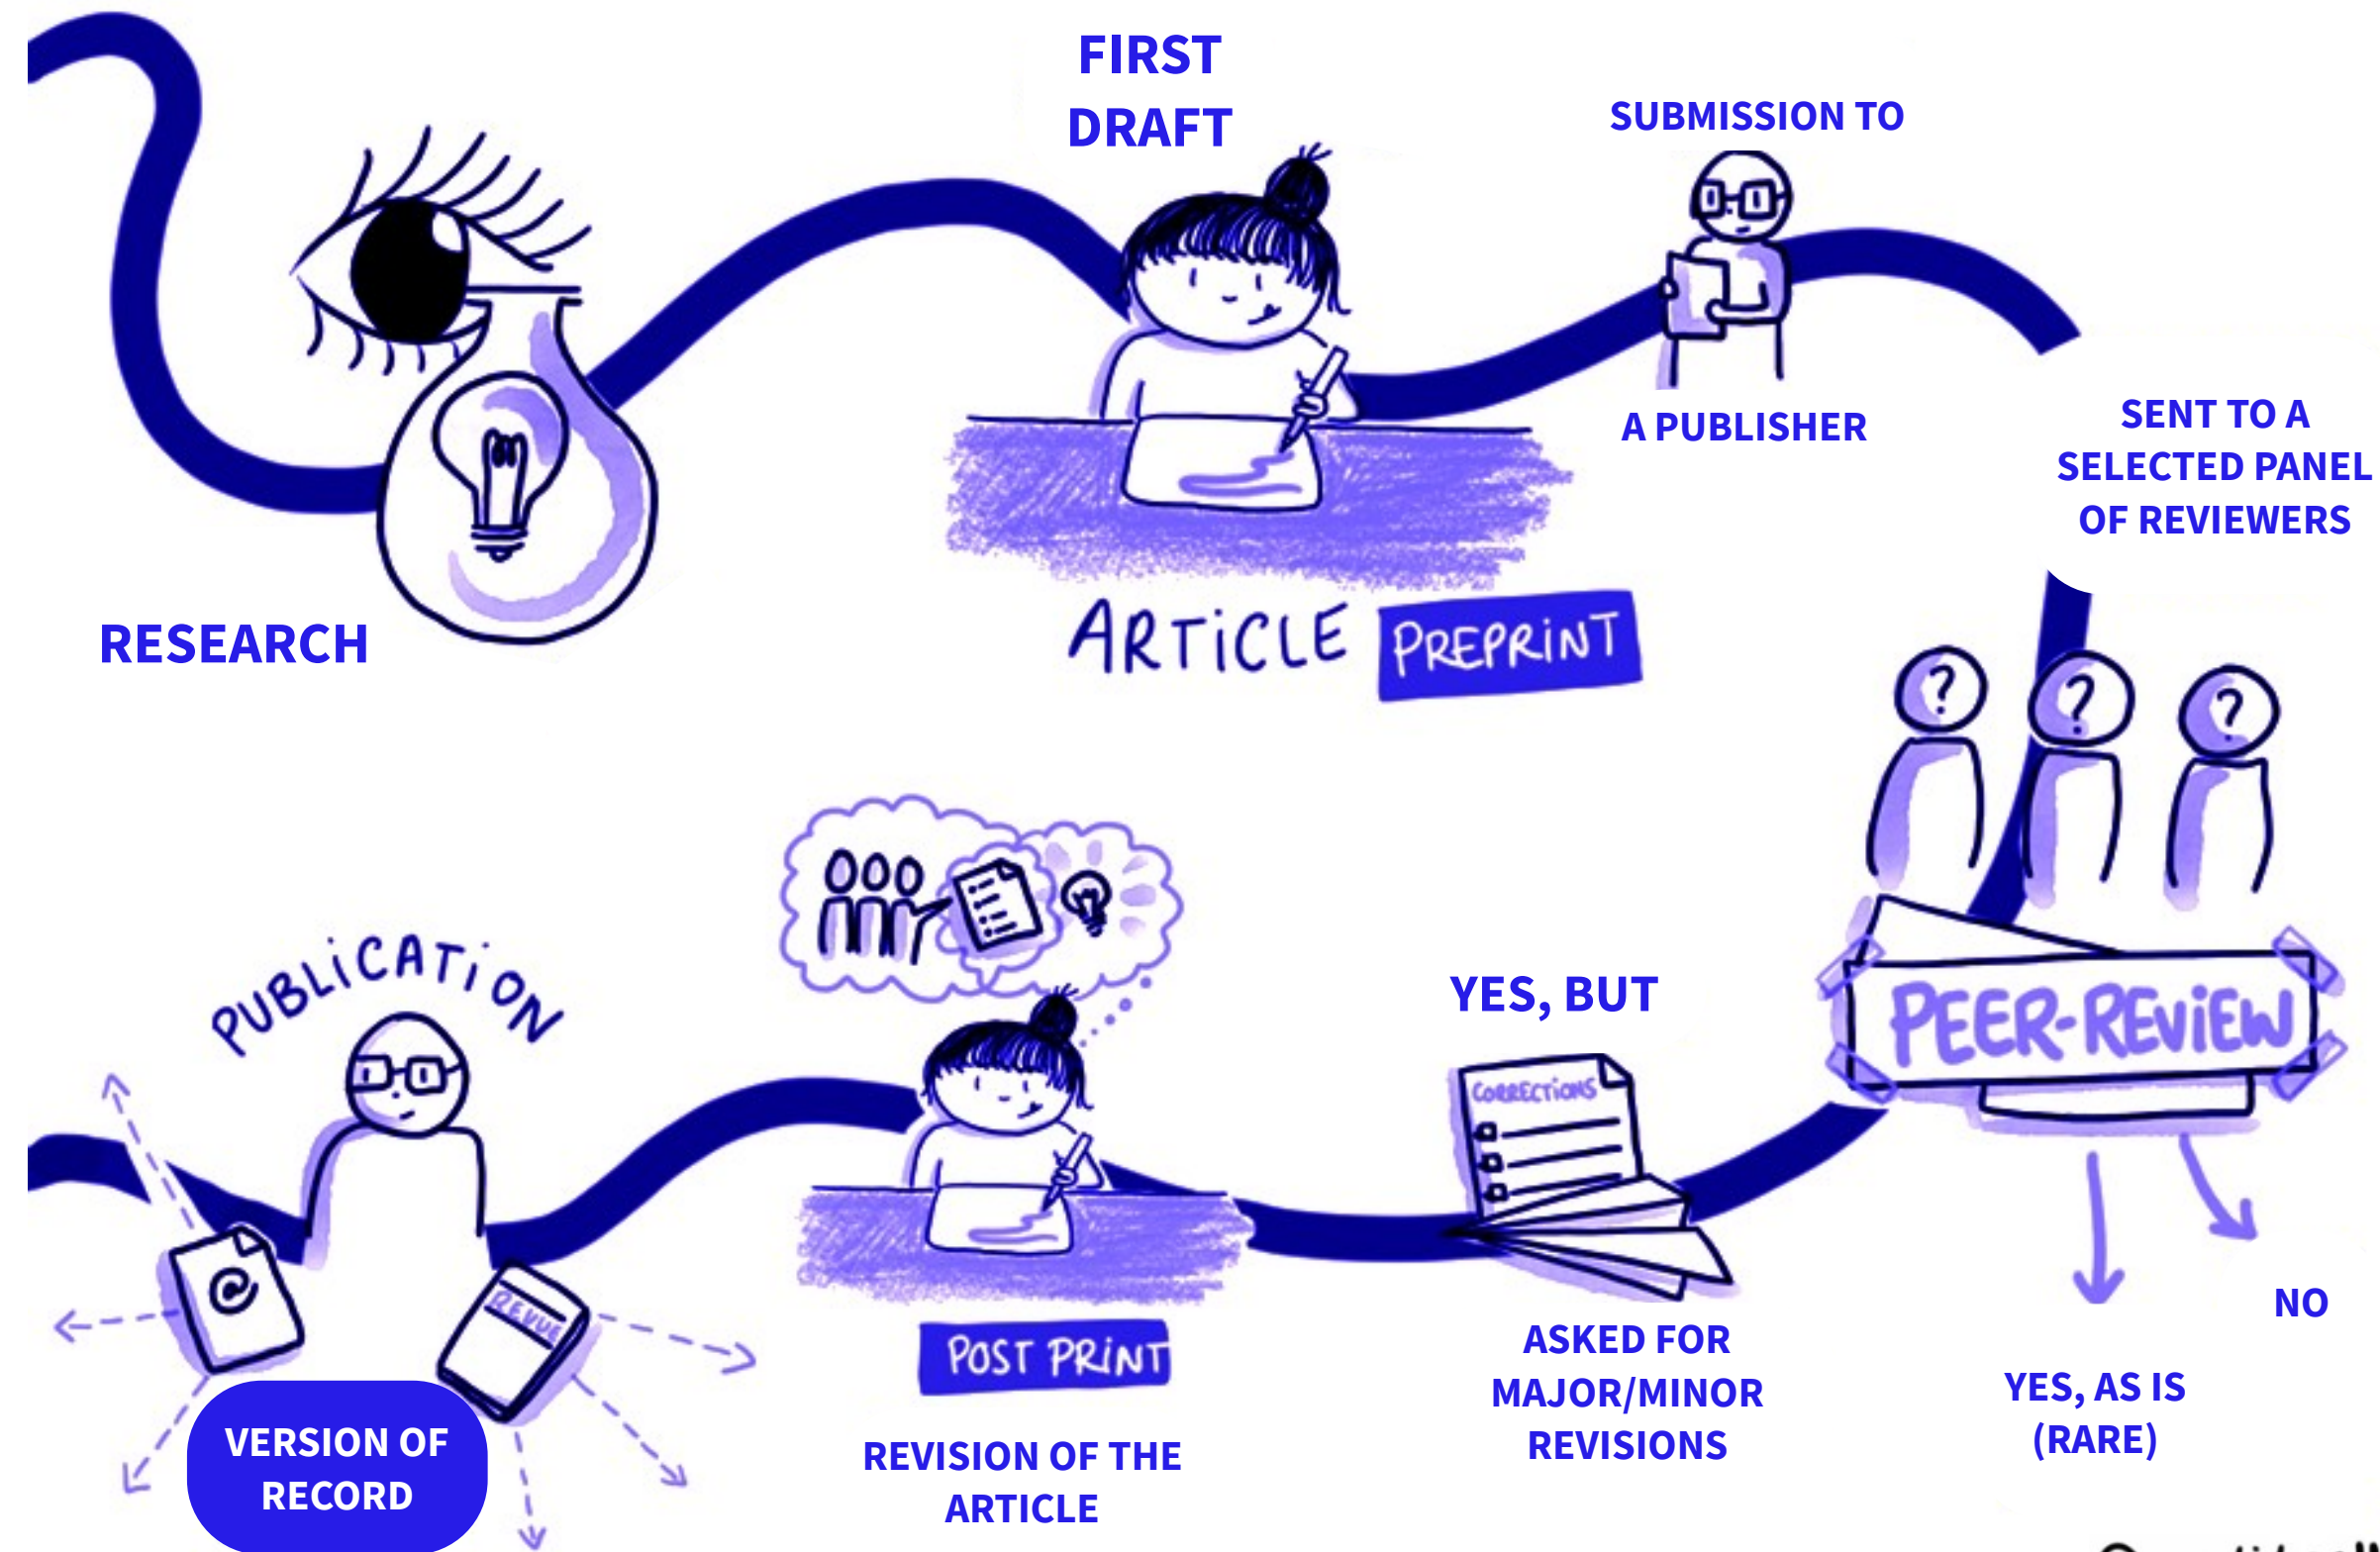 FIRST
DRAFT
SUBMISSION TO
A PUBLISHER
SENT TO A
SELECTED PANEL
OF REVIEWERS
RESEARCH
ARTiCLE PREPRiNT
?
?
?
PEER-REViEW
NO
YES, AS IS
(RARE)
YES, BUT
CORRECTiONS
ASKED FOR
MAJOR/MINOR
REVISIONS
POST PRiNT
REVISION OF THE
ARTICLE
PUBLiCATiON
@
REVUE
VERSION OF
RECORD